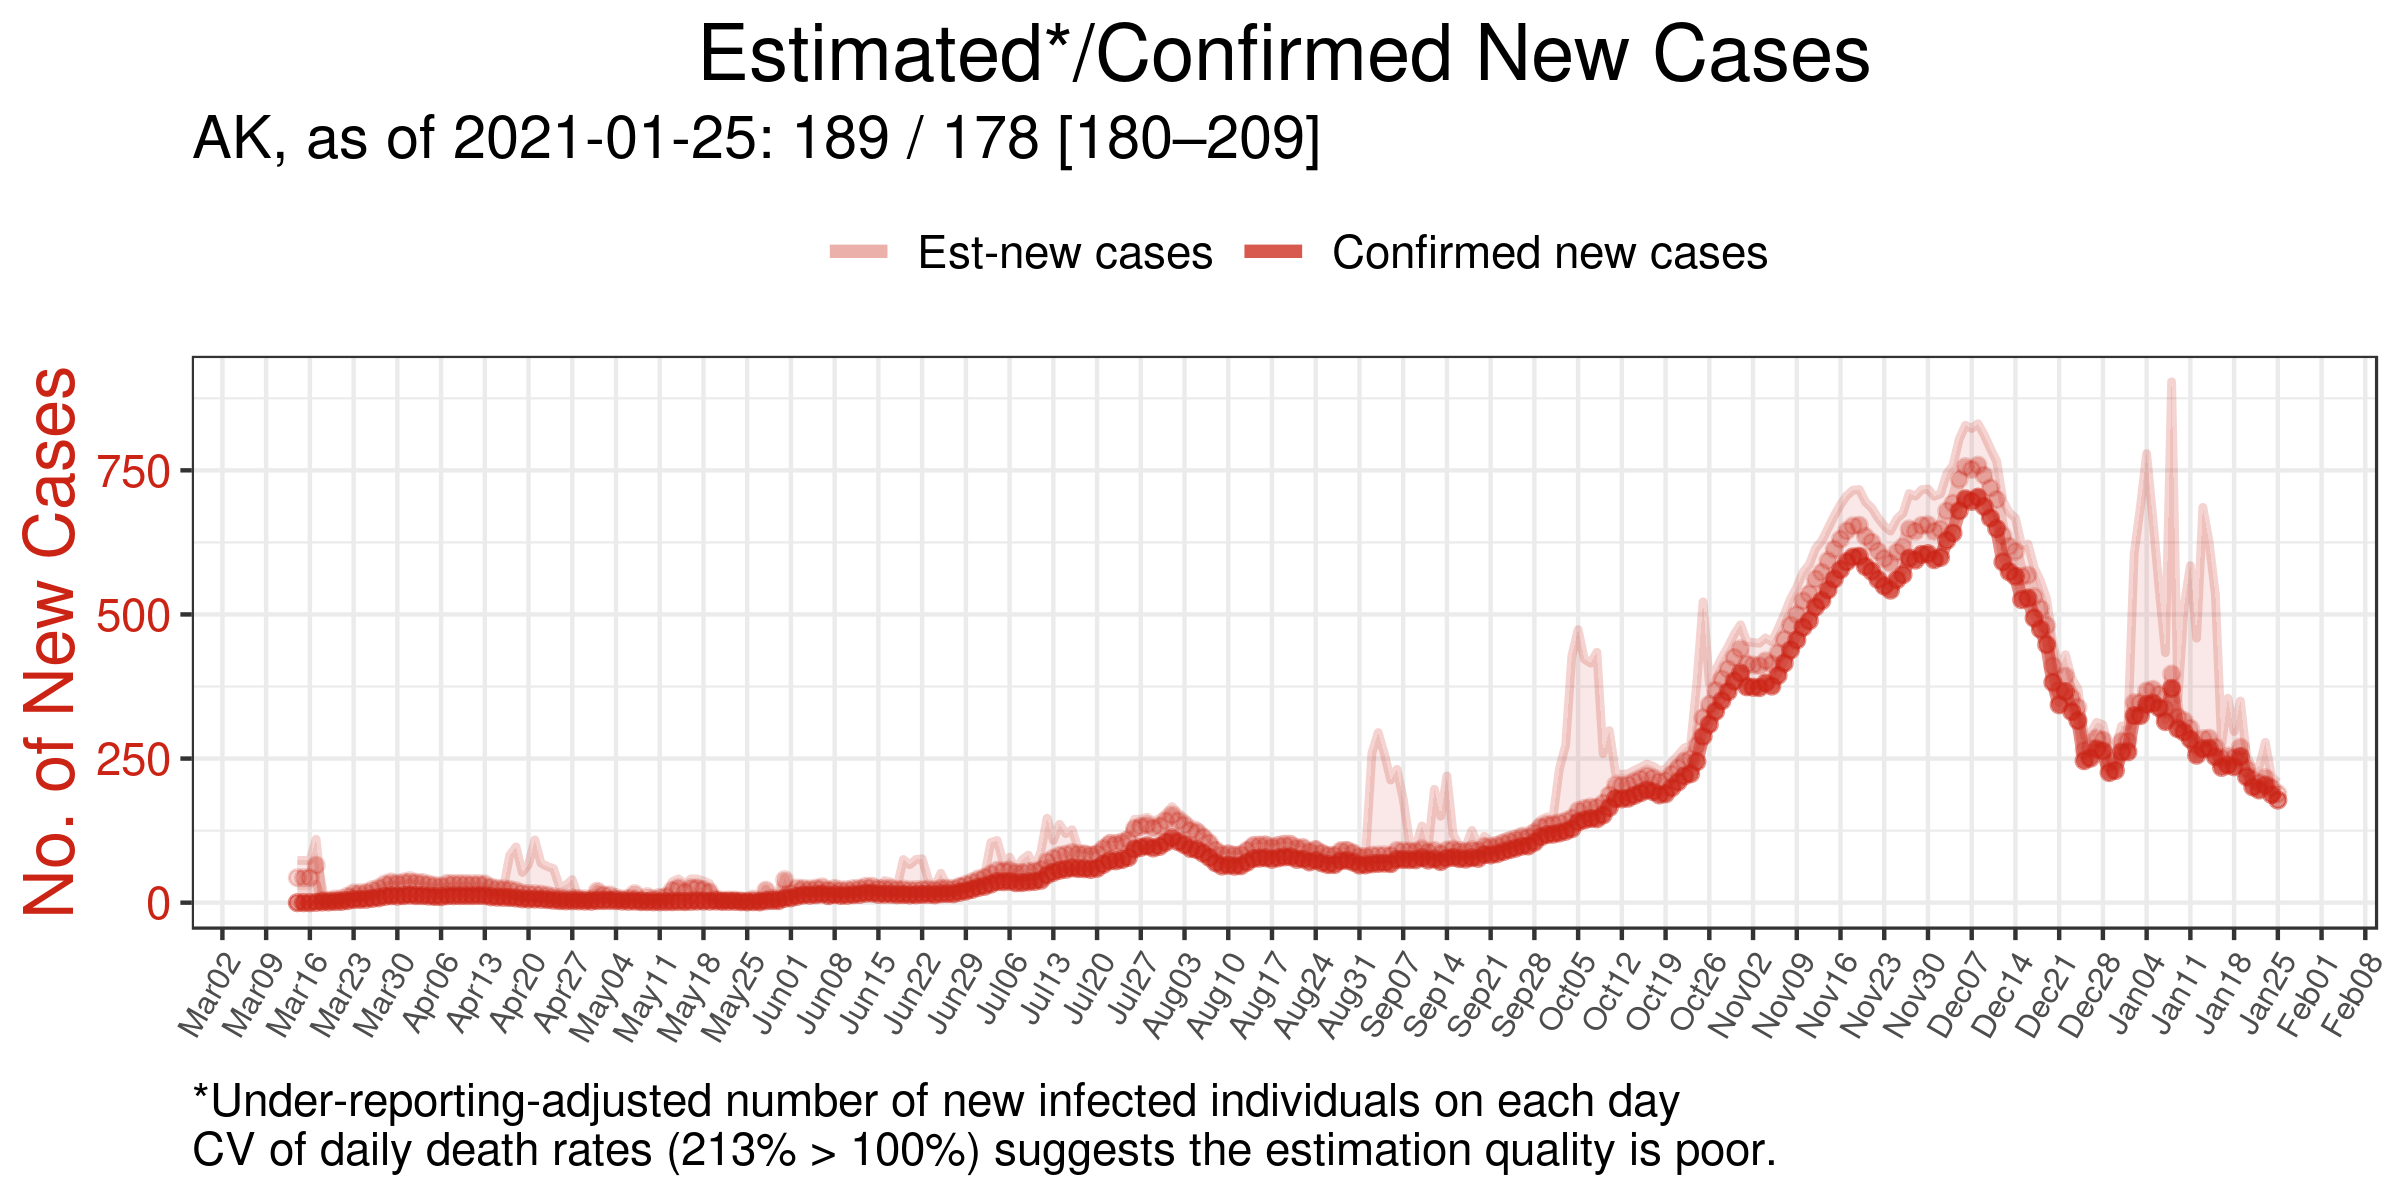 Estimated*/Confirmed New Cases
AK, as of 2021-01-25: 189 / 178 [180–209]
Est-new cases
Confirmed new cases
No. of New Cases
750
500
250
0
Mar02
Mar09
Mar16
Mar23
Mar30
Apr06
Apr13
Apr20
Apr27
May04
May11
May18
May25
Jun01
Jun08
Jun15
Jun22
Jun29
Jul06
Jul13
Jul20
Jul27
Aug03
Aug10
Aug17
Aug24
Aug31
Sep07
Sep14
Sep21
Sep28
Oct05
Oct12
Oct19
Oct26
Nov02
Nov09
Nov16
Nov23
Nov30
Dec07
Dec14
Dec21
Dec28
Jan04
Jan11
Jan18
Jan25
Feb01
Feb08
*Under-reporting-adjusted number of new infected individuals on each day
CV of daily death rates (213% > 100%) suggests the estimation quality is poor.